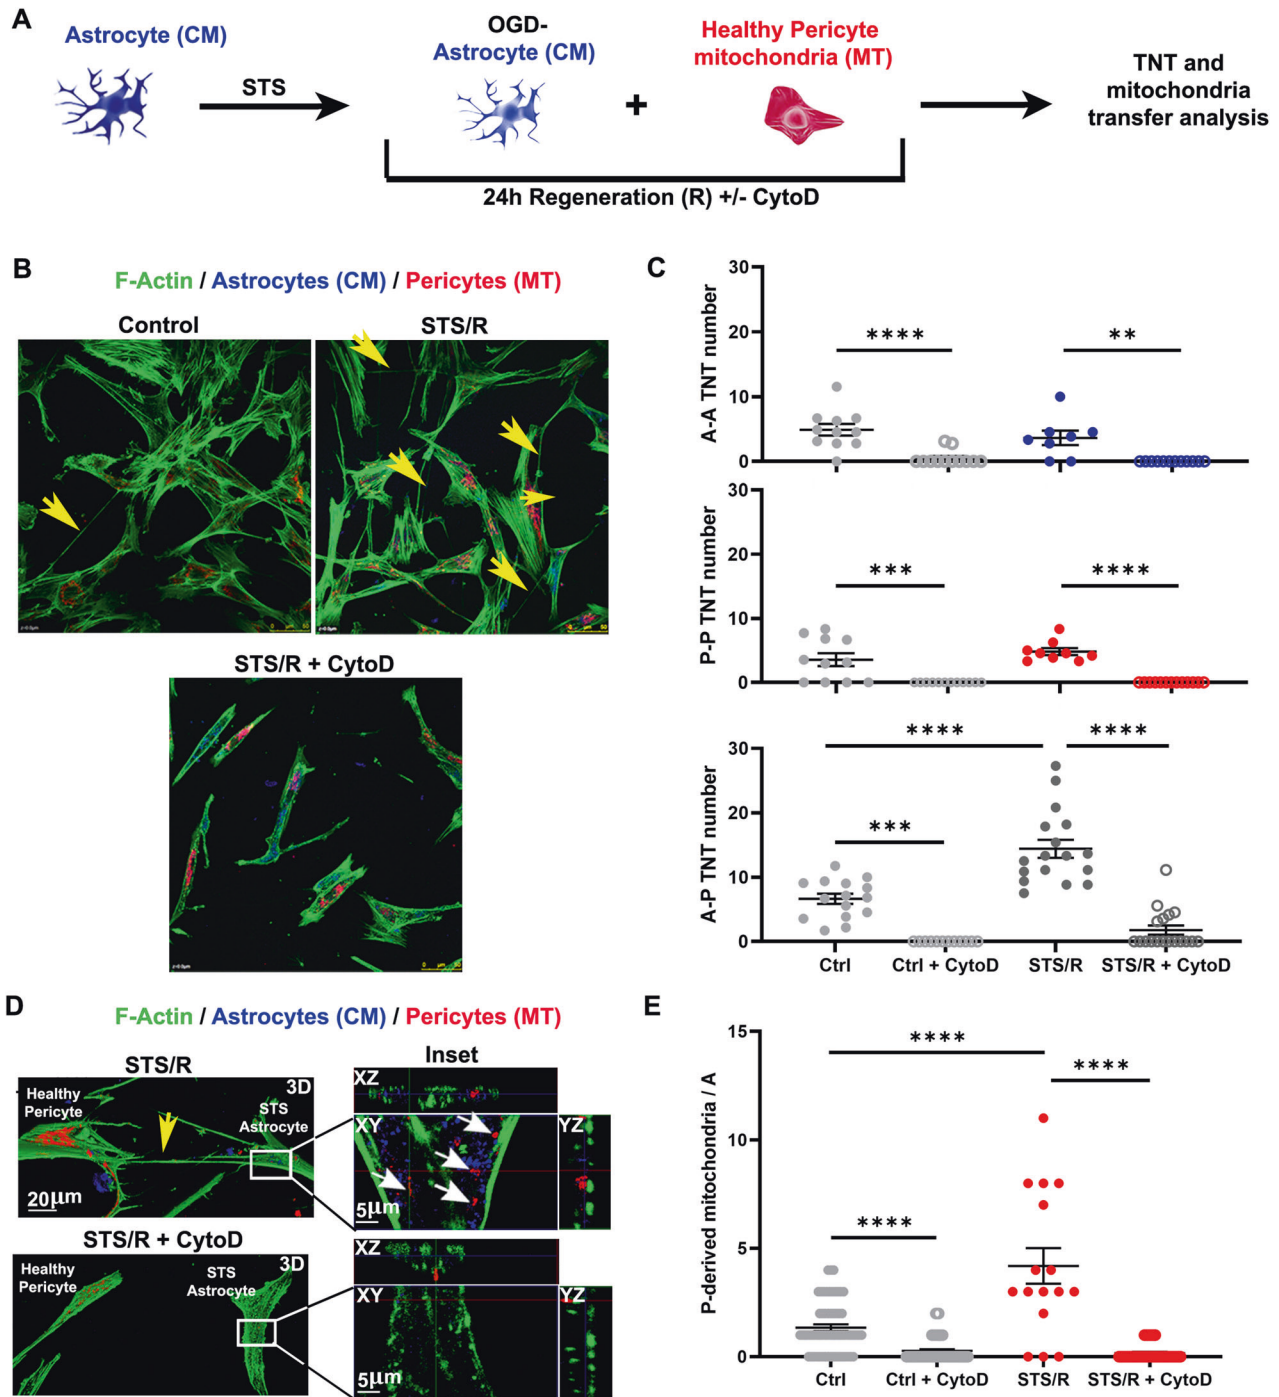 A
Astrocyte (CM)
STS
OGD-
Astrocyte (CM)
+
Healthy Pericyte
mitochondria (MT)
TNT and
mitochondria
transfer analysis
24h Regeneration (R) +/- CytoD
B
F-Actin / Astrocytes (CM) / Pericytes (MT)
Control
STS/R
STS/R + CytoD
C
A-A TNT number
30
20
10
0
****
**
P-P TNT number
30
20
10
0
***
****
A-P TNT number
30
20
10
0
****
****
***
Ctrl
Ctrl + CytoD
STS/R
STS/R + CytoD
D
F-Actin / Astrocytes (CM) / Pericytes (MT)
STS/R
Healthy
Pericyte
3D
STS
Astrocyte
20µm
Inset
XZ
XY
YZ
5µm
STS/R + CytoD
Healthy
Pericyte
3D
STS
Astrocyte
XZ
XY
YZ
5µm
E
P-derived mitochondria / A
15
10
5
0
****
****
****
Ctrl
Ctrl + CytoD
STS/R
STS/R + CytoD